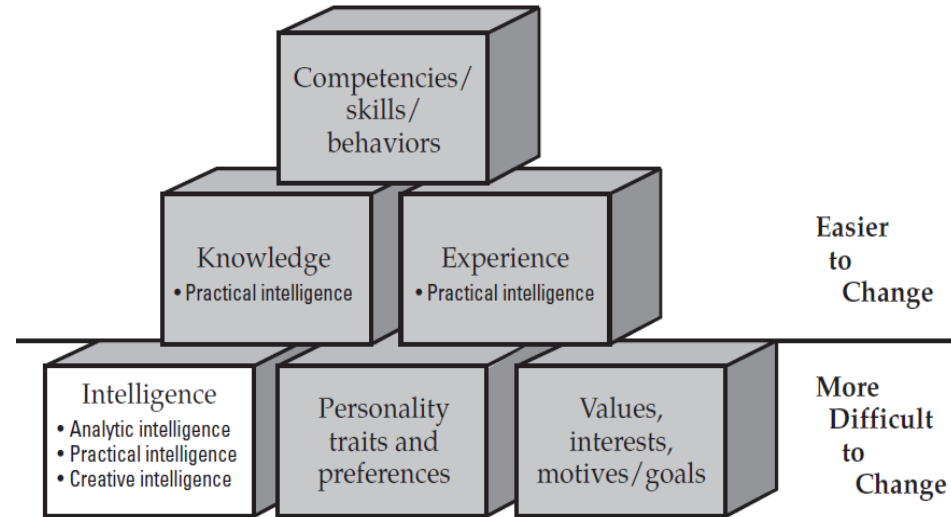 Competencies/
skills/
behaviors
Knowledge
• Practical intelligence
Experience
• Practical intelligence
Easier
to
Change
Intelligence
• Analytic intelligence
• Practical intelligence
• Creative intelligence
Personality
traits and
preferences
Values,
interests,
motives/goals
More
Difficult
to
Change